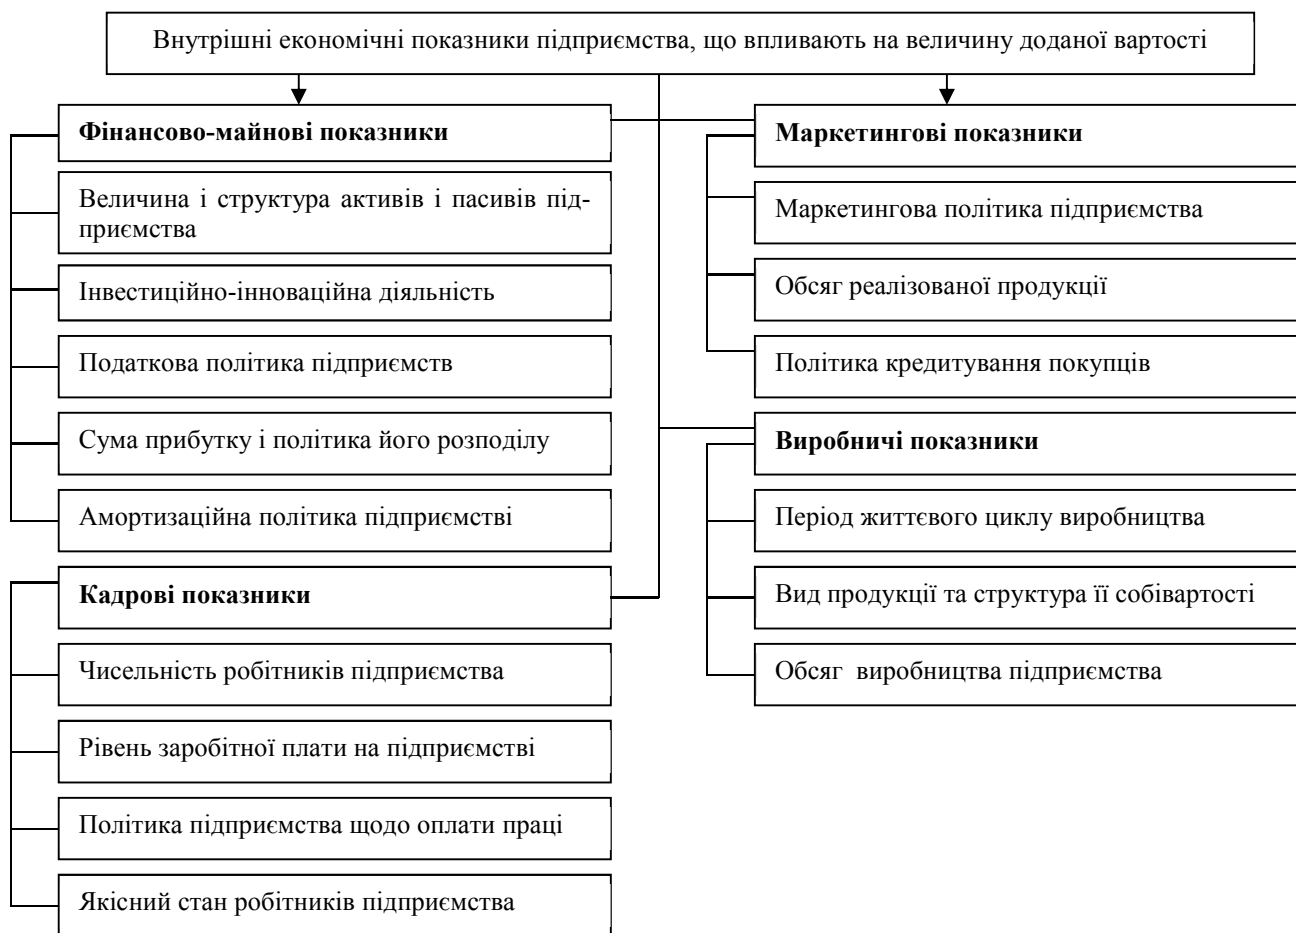 Внутрішні економічні показники підприємства, що впливають на величину доданої вартості
Фінансово-майнові показники
Величина і структура активів і пасивів під-
приємства
Інвестиційно-інноваційна діяльність
Податкова політика підприємств
Сума прибутку і політика його розподілу
Амортизаційна політика підприємстві
Кадрові показники
Чисельність робітників підприємства
Рівень заробітної плати на підприємстві
Політика підприємства щодо оплати праці
Якісний стан робітників підприємства
Маркетингові показники
Маркетингова політика підприємства
Обсяг реалізованої продукції
Політика кредитування покупців
Виробничі показники
Період життєвого циклу виробництва
Вид продукції та структура її собівартості
Обсяг  виробництва підприємства